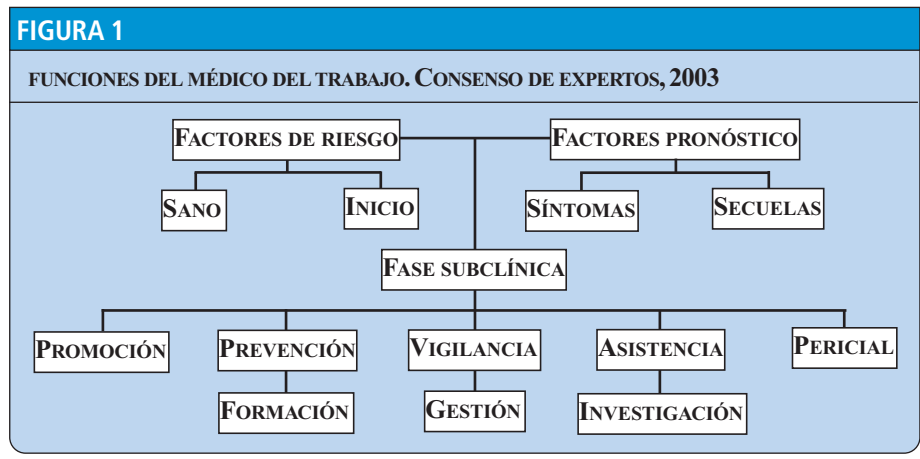 FIGURA 1
FUNCIONES DEL MÉDICO DEL TRABAJO. CONSENSO DE EXPERTOS, 2003
FACTORES DE RIESGO
FACTORES PRONÓSTICO
SANO
INICIO
SÍNTOMAS
SECUELAS
FASE SUBCLÍNICA
PROMOCIÓN
PREVENCIÓN
VIGILANCIA
ASISTENCIA
PERICIAL
FORMACIÓN
GESTIÓN
INVESTIGACIÓN